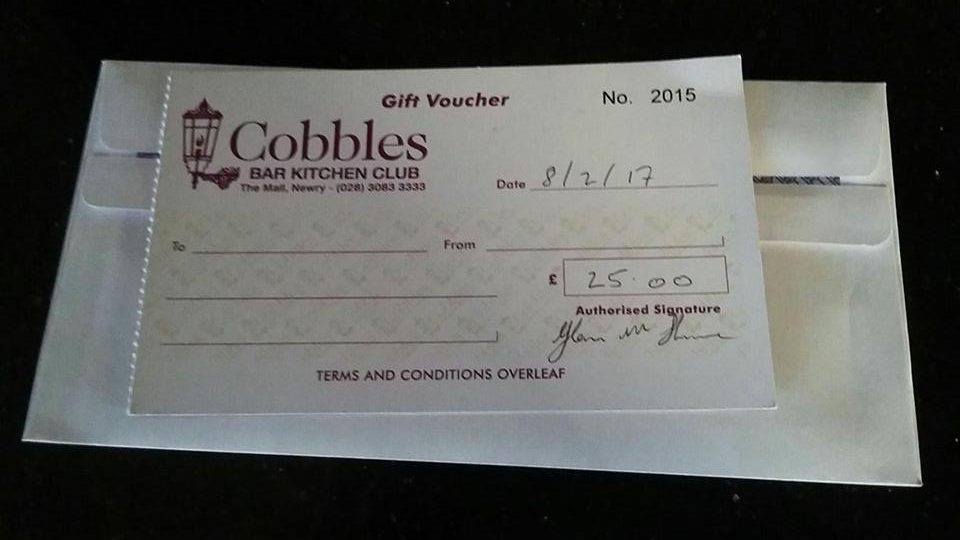 Gift Voucher No. 2015
Cobbles
BAR KITCHEN CLUB
The Mall, Newry - (028) 3083 3333
Date 8/2/17
To From
£ 25.00
Authorised Signature
TERMS AND CONDITIONS OVERLEAF